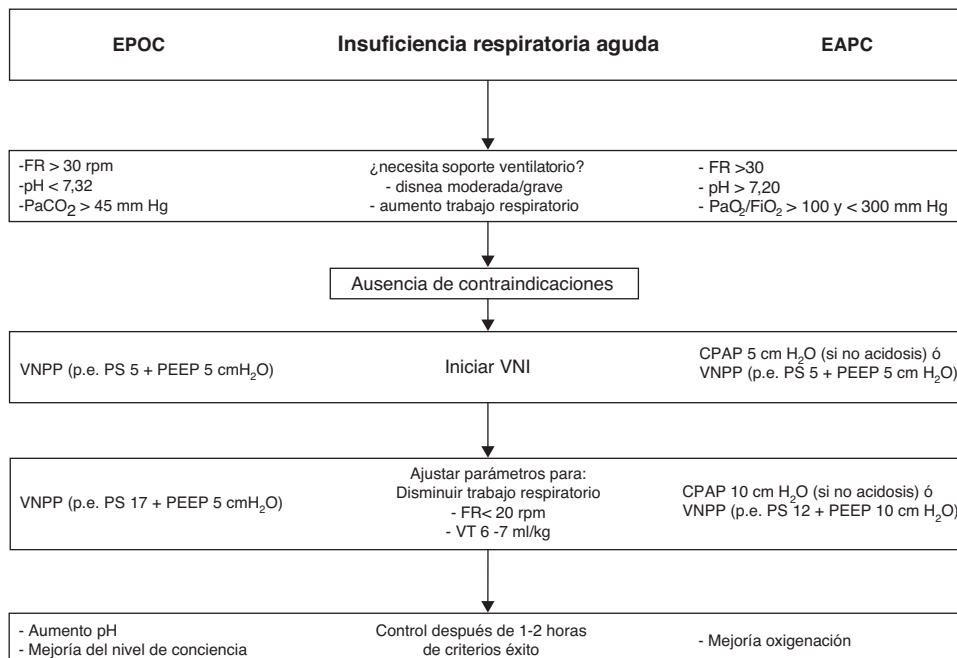 EPOC
Insuficiencia respiratoria aguda
EAPC
-FR > 30 rpm
-pH < 7,32
-PaCO₂ > 45 mm Hg
¿necesita soporte ventilatorio?
- disnea moderada/grave
- aumento trabajo respiratorio
- FR >30
- pH > 7,20
- PaO₂/FiO₂ > 100 y < 300 mm Hg
Ausencia de contraindicaciones
VNPP (p.e. PS 5 + PEEP 5 cmH₂O)
Iniciar VNI
CPAP 5 cm H₂O (si no acidosis) ó
VNPP (p.e. PS 5 + PEEP 5 cm H₂O)
VNPP (p.e. PS 17 + PEEP 5 cmH₂O)
Ajustar parámetros para:
Disminuir trabajo respiratorio
- FR< 20 rpm
- VT 6 -7 ml/kg
CPAP 10 cm H₂O (si no acidosis) ó
VNPP (p.e. PS 12 + PEEP 10 cm H₂O)
- Aumento pH
- Mejoría del nivel de conciencia
Control después de 1-2 horas
de criterios éxito
- Mejoría oxigenación